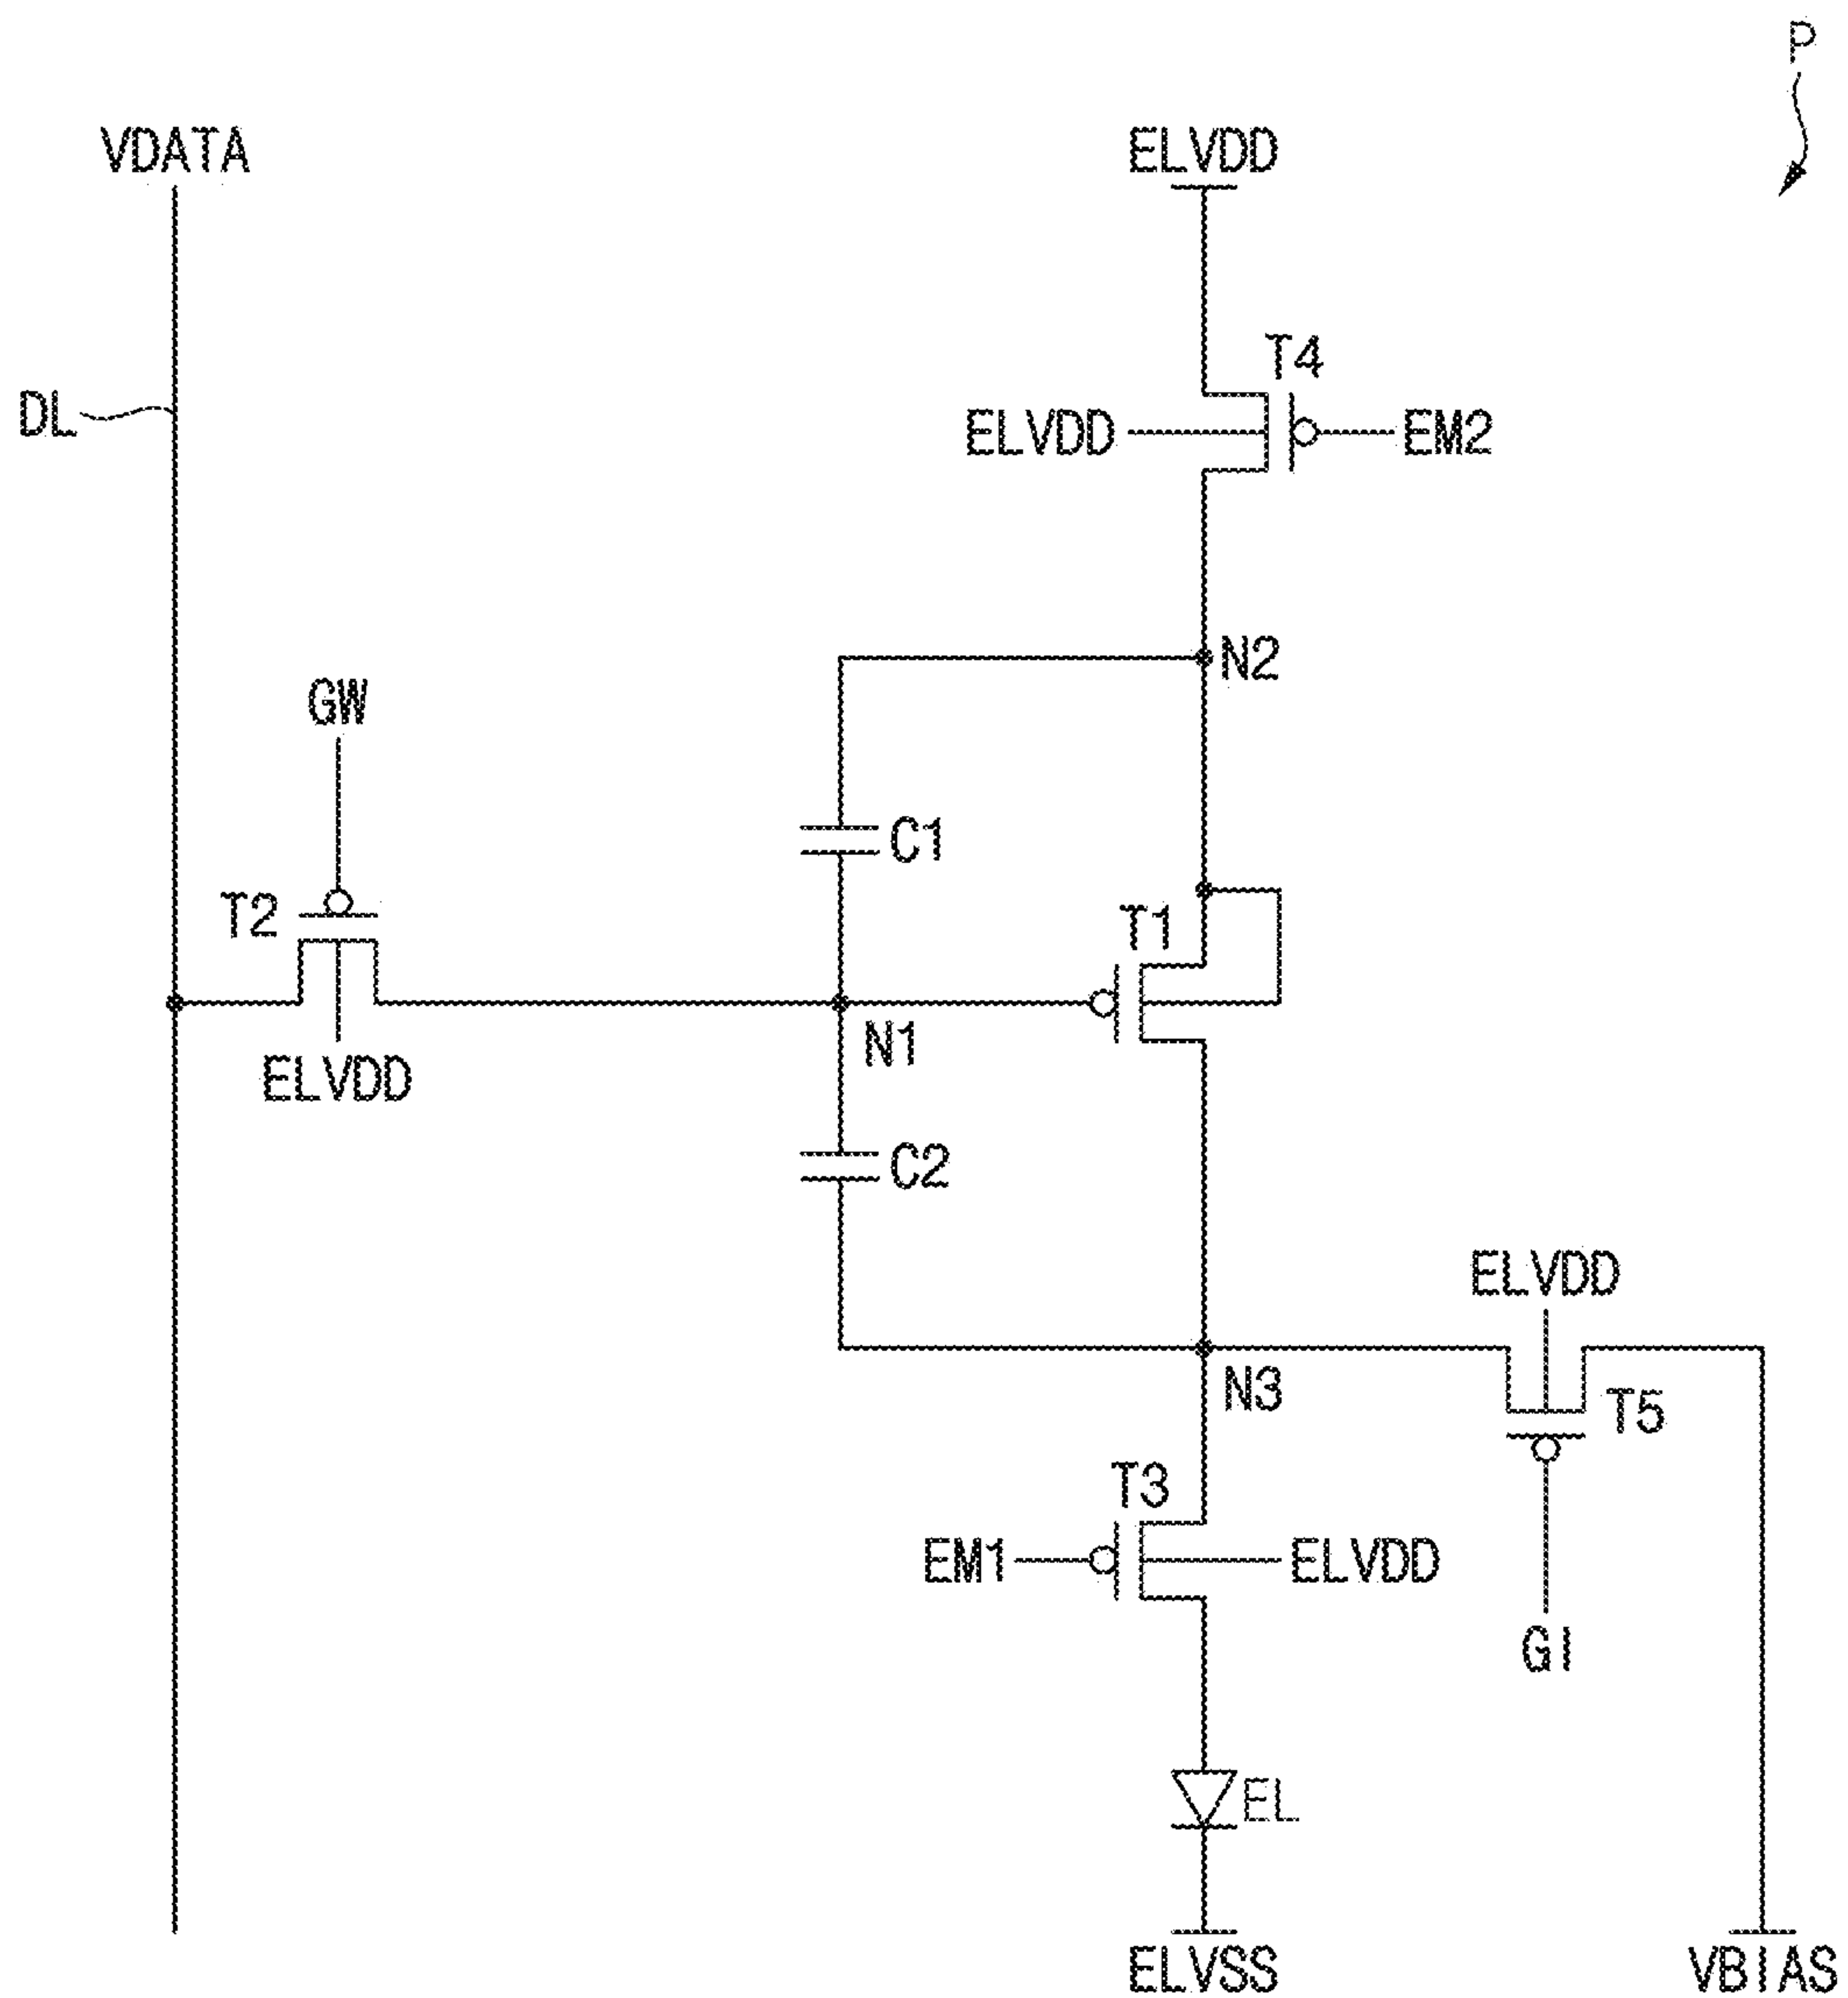 P
VDATA
ELVDD
T4
DL
ELVDD
EM2
N2
GW
C1
T2
T1
N1
ELVDD
C2
ELVDD
N3
T5
T3
EM1
ELVDD
GI
EL
ELVSS
VBIAS